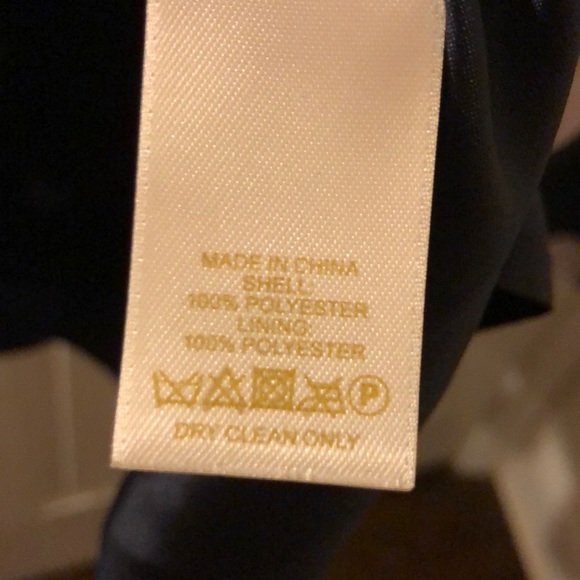 MADE IN CHINA
SHELL:
100% POLYESTER
LINING:
100% POLYESTER
P
DRY CLEAN ONLY